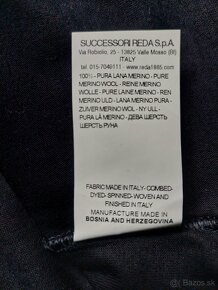 SUCCESSORI REDA S.p.A
Via Robiolo, 25 - 13825 Valle Mosso (BI)
ITALY
tel. 015-7049111 - www.reda1865.com
100% - PURA LANA MERINO - PURE
MERINO WOOL - REINE MERINO
WOLLE - PURE LAINE MERINO - REN
MERINO ULD - LANA MERINO PURA -
ZUIVER MERINO WOL - NY ULL -
PURA LÃ MERINO - ДЕВА ШЕРСТЬ
ШЕРСТЬ РУНА
FABRIC MADE IN ITALY - COMBED-
DYED - SPINNED-WOVEN AND
FINISHED IN ITALY
MANUFACTURE MADE IN
BOSNIA AND HERZEGOVINA
bazar.sk